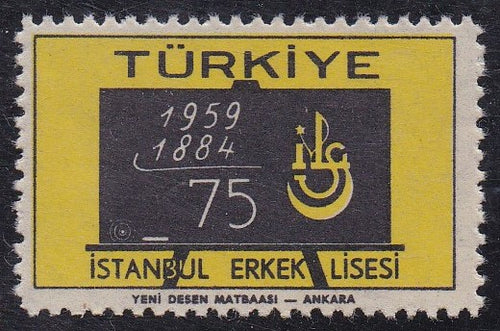 TÜRKİYE
1959
1884
75
İSTANBUL ERKEK LİSESİ
YENİ DESEN MATBAASI — ANKARA